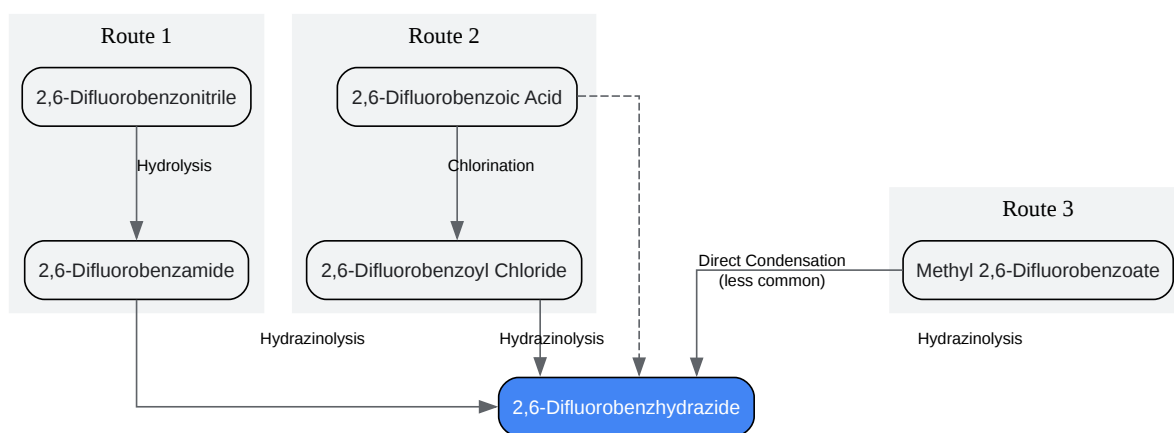 Route 1
2,6-Difluorobenzonitrile
Hydrolysis
2,6-Difluorobenzamide
Hydrazinolysis
Route 2
2,6-Difluorobenzoic Acid
Chlorination
2,6-Difluorobenzoyl Chloride
Hydrazinolysis
Direct Condensation
(less common)
Route 3
Methyl 2,6-Difluorobenzoate
Hydrazinolysis
2,6-Difluorobenzhydrazide